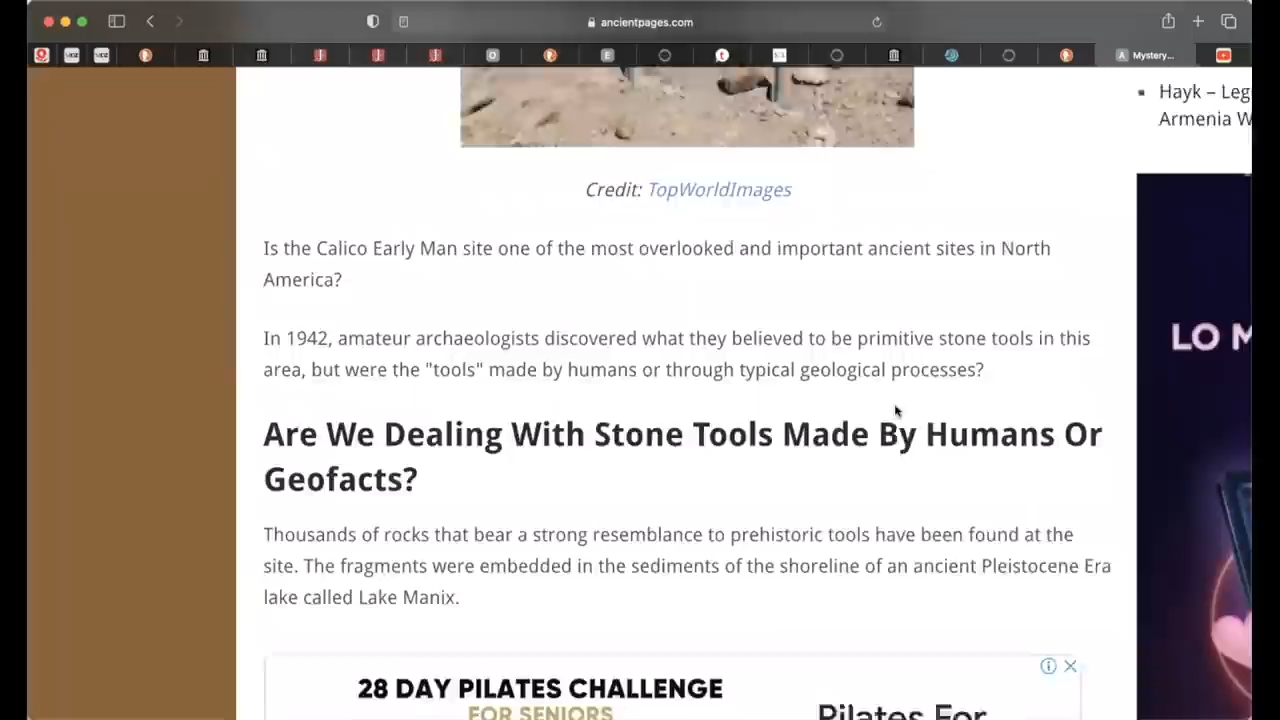 ancientpages.com
Mystery...
Hayk – Leg
Armenia W
Credit: TopWorldImages
Is the Calico Early Man site one of the most overlooked and important ancient sites in North
America?
In 1942, amateur archaeologists discovered what they believed to be primitive stone tools in this
area, but were the "tools" made by humans or through typical geological processes?
Are We Dealing With Stone Tools Made By Humans Or
Geofacts?
Thousands of rocks that bear a strong resemblance to prehistoric tools have been found at the
site. The fragments were embedded in the sediments of the shoreline of an ancient Pleistocene Era
lake called Lake Manix.
LO M
28 DAY PILATES CHALLENGE
FOR SENIORS
Pilates For